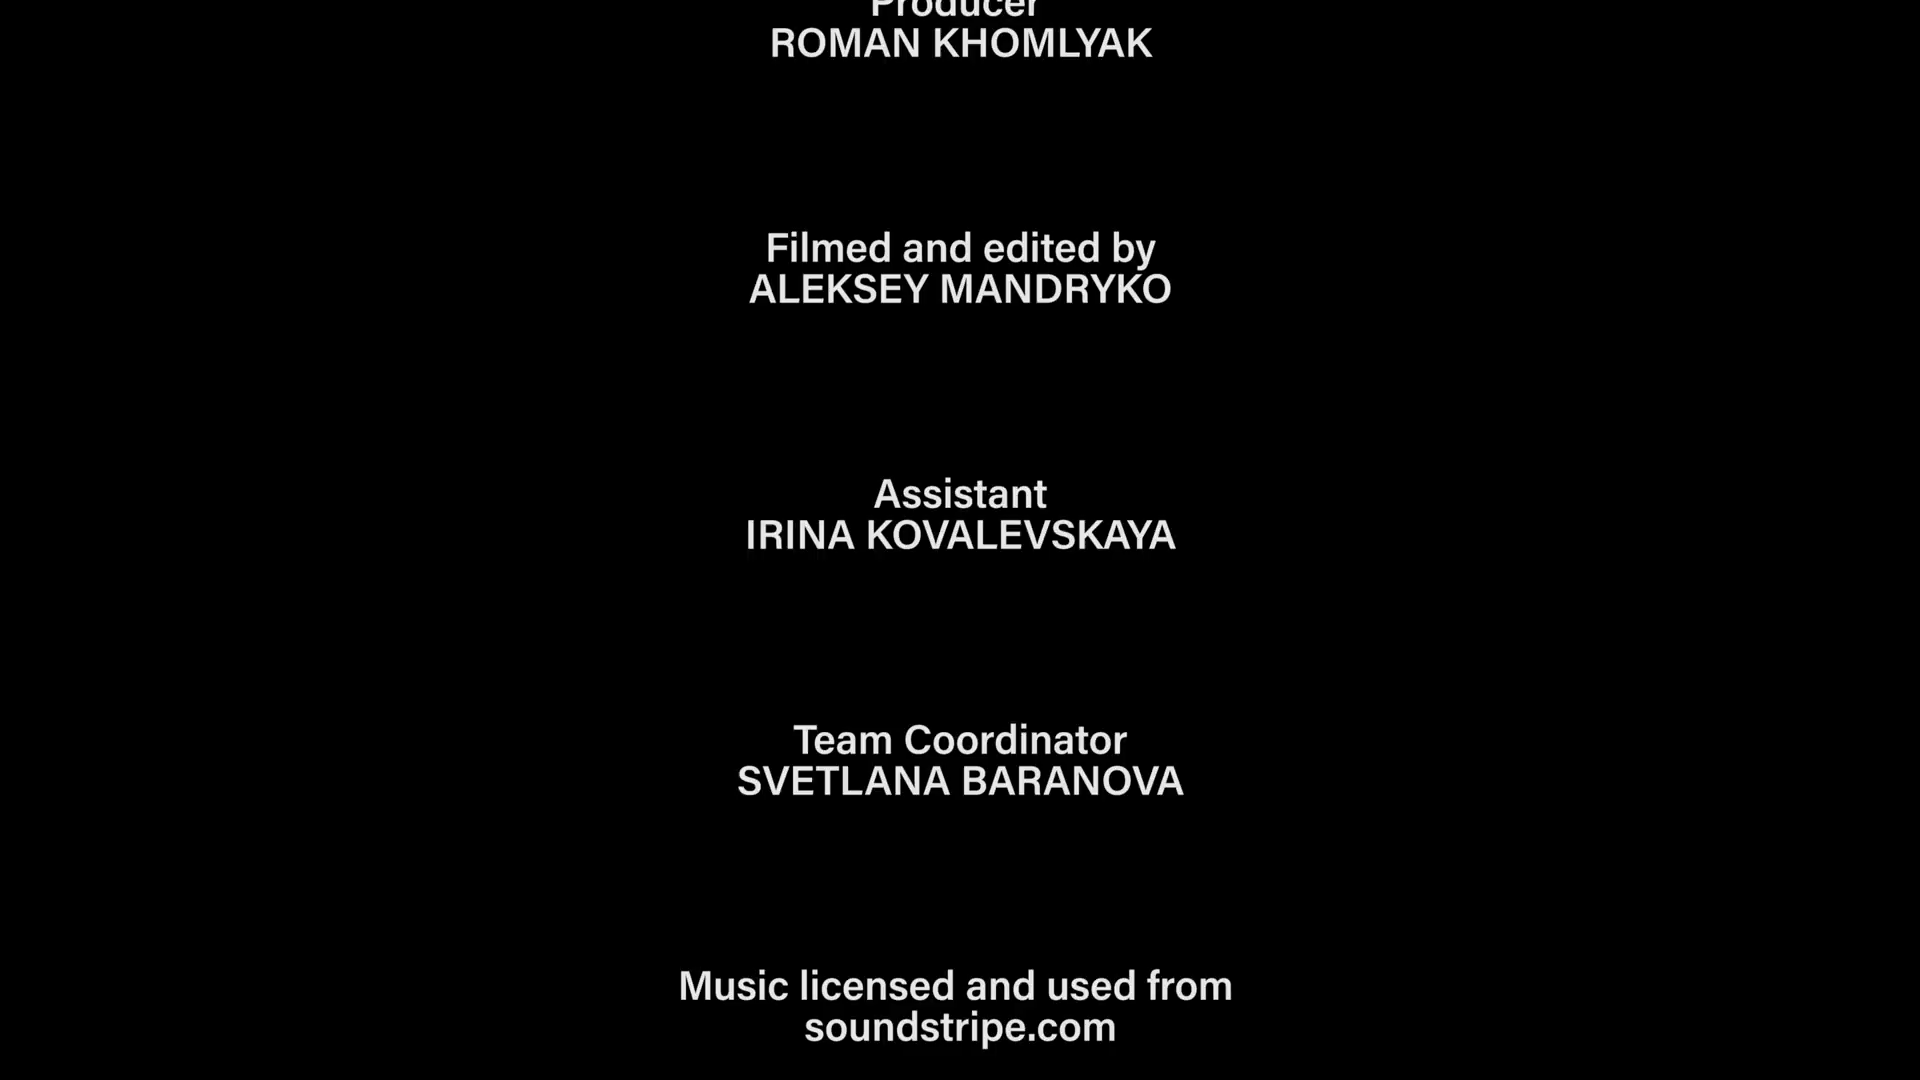 Producer
ROMAN KHOMLYAK
Filmed and edited by
ALEKSEY MANDRYKO
Assistant
IRINA KOVALEVSKAYA
Team Coordinator
SVETLANA BARANOVA
Music licensed and used from
soundstripe.com